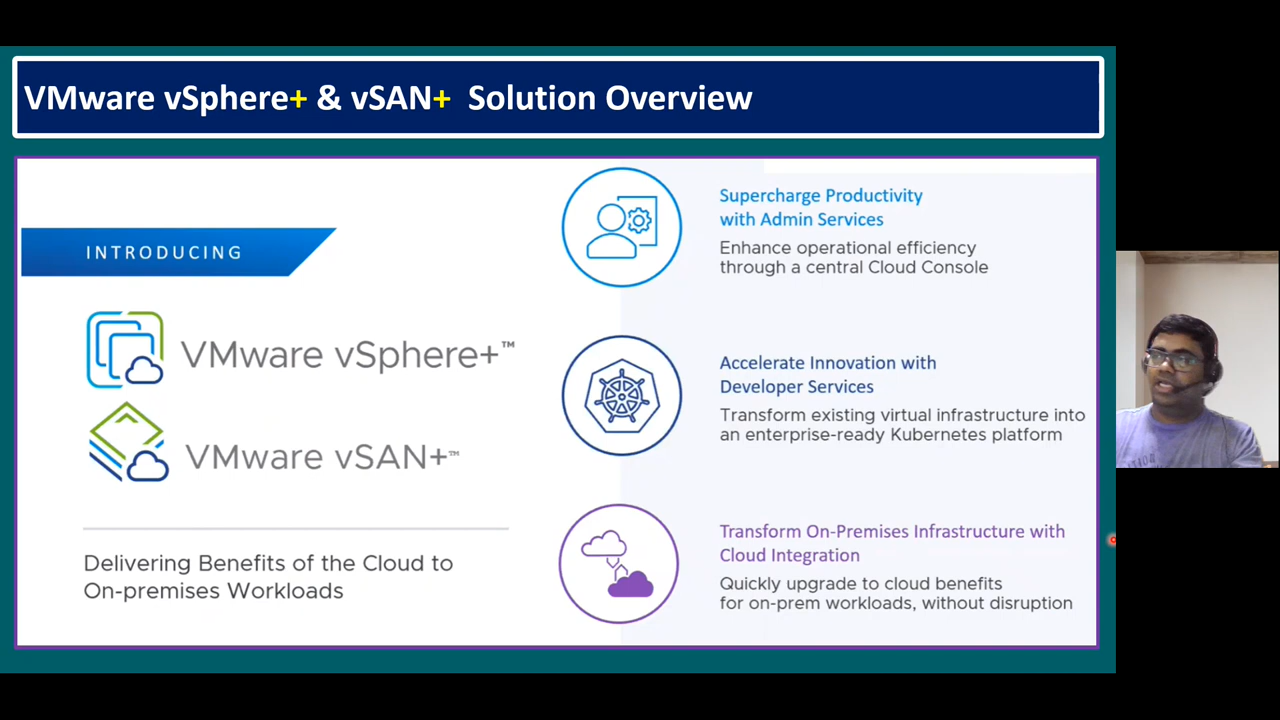 VMware vSphere+ & vSAN+ Solution Overview
INTRODUCING
VMware vSphere+™
VMware vSAN+™
Delivering Benefits of the Cloud to
On-premises Workloads
Supercharge Productivity
with Admin Services
Enhance operational efficiency
through a central Cloud Console
Accelerate Innovation with
Developer Services
Transform existing virtual infrastructure into
an enterprise-ready Kubernetes platform
Transform On-Premises Infrastructure with
Cloud Integration
Quickly upgrade to cloud benefits
for on-prem workloads, without disruption